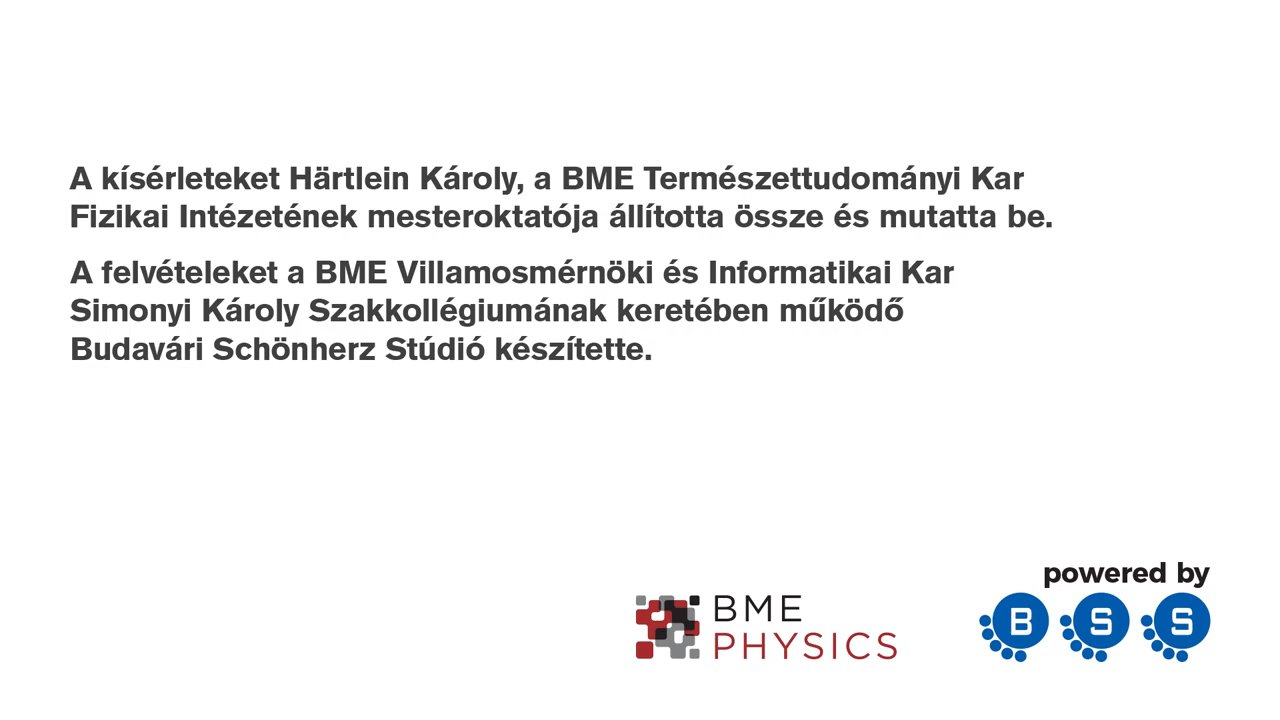 A kísérleteket Härtlein Károly, a BME Természettudományi Kar
Fizikai Intézetének mesteroktatója állította össze és mutatta be.
A felvételeket a BME Villamosmérnöki és Informatikai Kar
Simonyi Károly Szakkollégiumának keretében működő
Budavári Schönherz Stúdió készítette.
powered by
BME
PHYSICS
B S S